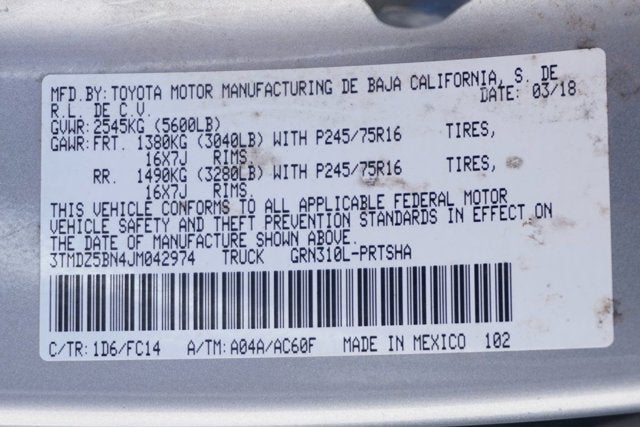 MFD.BY: TOYOTA MOTOR MANUFACTURING DE BAJA CALIFORNIA, S. DE
R.L. DE C.V. DATE: 03/18
GVWR: 2545KG (5600LB)
GAWR: FRT. 1380KG (3040LB) WITH P245/75R16 TIRES,
16X7J RIMS.
RR. 1490KG (3280LB) WITH P245/75R16 TIRES,
16X7J RIMS.
THIS VEHICLE CONFORMS TO ALL APPLICABLE FEDERAL MOTOR
VEHICLE SAFETY AND THEFT PREVENTION STANDARDS IN EFFECT ON
THE DATE OF MANUFACTURE SHOWN ABOVE.
3TMDZ5BN4JM042974 TRUCK GRN310L-PRTSHA
C/TR: 1D6/FC14 A/TM: A04A/AC60F MADE IN MEXICO 102